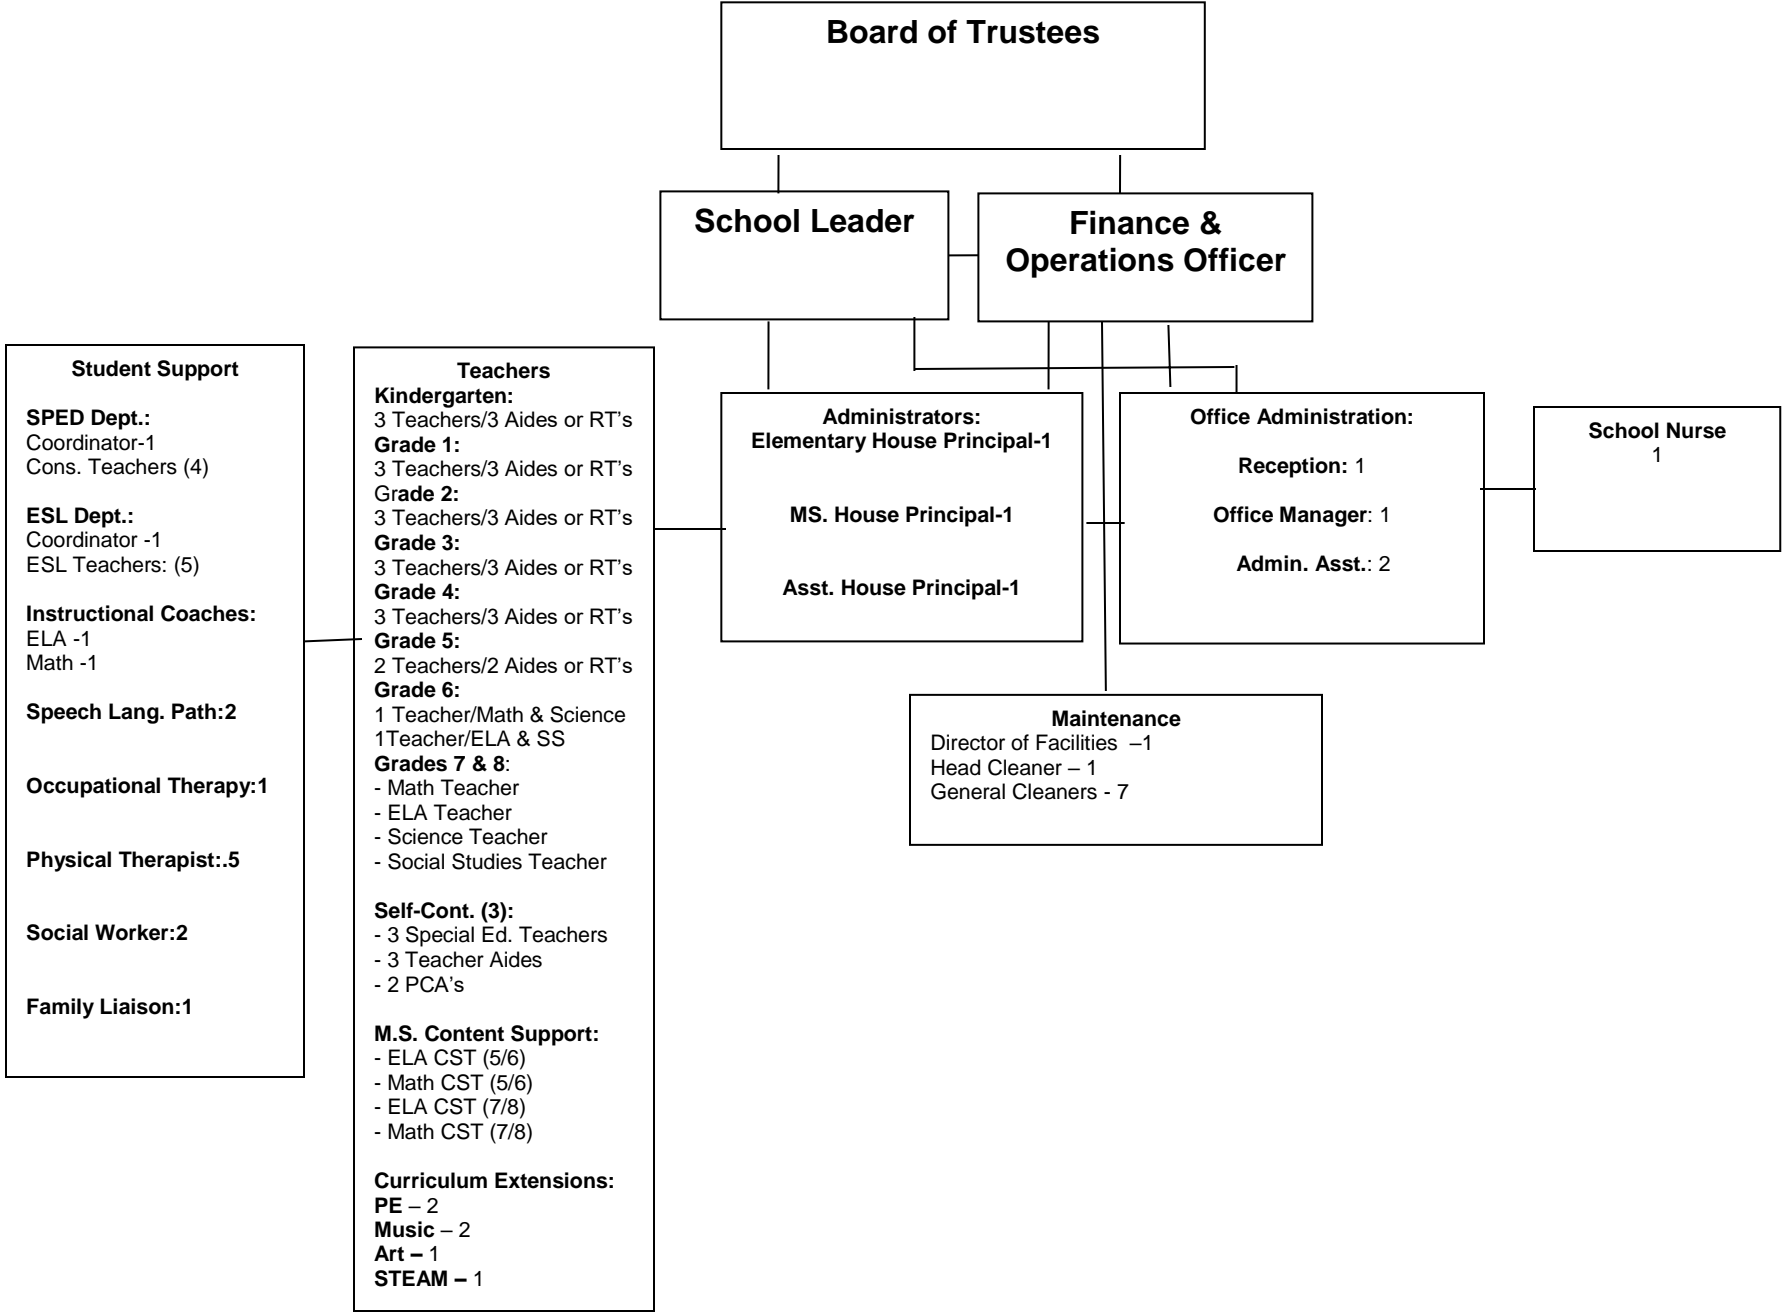 Board of Trustees
School Leader
Finance &
Operations Officer
Student Support
SPED Dept.:
Coordinator-1
Cons. Teachers (4)
ESL Dept.:
Coordinator -1
ESL Teachers: (5)
Instructional Coaches:
ELA -1
Math -1
Speech Lang. Path:2
Occupational Therapy:1
Physical Therapist:.5
Social Worker:2
Family Liaison:1
Teachers
Kindergarten:
3 Teachers/3 Aides or RT’s
Grade 1:
3 Teachers/3 Aides or RT’s
Grade 2:
3 Teachers/3 Aides or RT’s
Grade 3:
3 Teachers/3 Aides or RT’s
Grade 4:
3 Teachers/3 Aides or RT’s
Grade 5:
2 Teachers/2 Aides or RT’s
Grade 6:
1 Teacher/Math & Science
1Teacher/ELA & SS
Grades 7 & 8:
- Math Teacher
- ELA Teacher
- Science Teacher
- Social Studies Teacher
Self-Cont. (3):
- 3 Special Ed. Teachers
- 3 Teacher Aides
- 2 PCA’s
M.S. Content Support:
- ELA CST (5/6)
- Math CST (5/6)
- ELA CST (7/8)
- Math CST (7/8)
Curriculum Extensions:
PE – 2
Music – 2
Art – 1
STEAM – 1
Administrators:
Elementary House Principal-1
MS. House Principal-1
Asst. House Principal-1
Office Administration:
Reception: 1
Office Manager: 1
Admin. Asst.: 2
School Nurse
1
Maintenance
Director of Facilities –1
Head Cleaner – 1
General Cleaners - 7